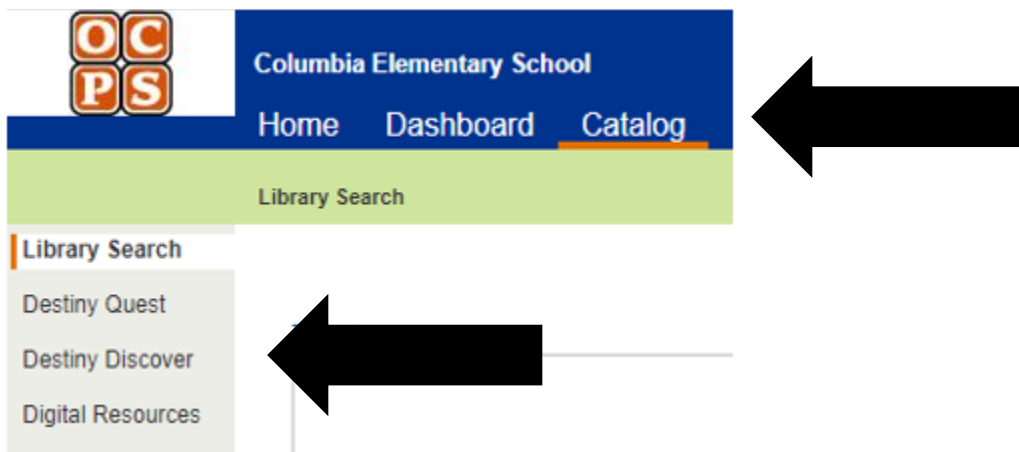 OC
PS
Columbia Elementary School
Home Dashboard Catalog
Library Search
Library Search
Destiny Quest
Destiny Discover
Digital Resources